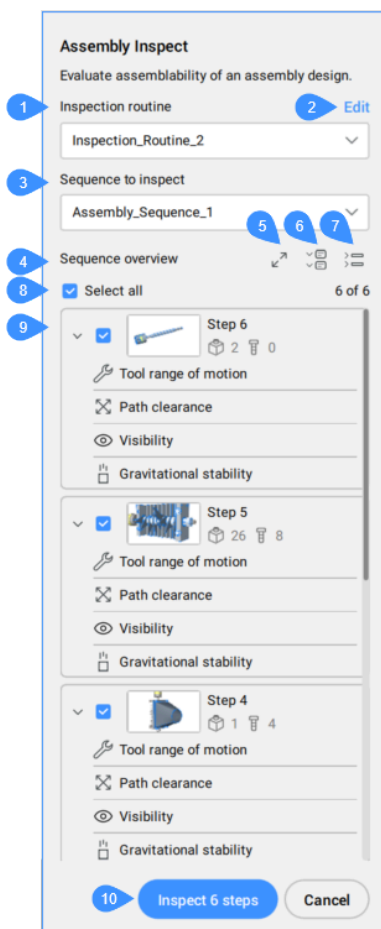 Assembly Inspect
Evaluate assemblability of an assembly design.
1 Inspection routine 2 Edit
Inspection_Routine_2
3 Sequence to inspect
Assembly_Sequence_1
5 6 7
4 Sequence overview
8 Select all 6 of 6
9 Step 6
2 0
Tool range of motion
Path clearance
Visibility
Gravitational stability
Step 5
26 8
Tool range of motion
Path clearance
Visibility
Gravitational stability
Step 4
1 4
Tool range of motion
Path clearance
Visibility
Gravitational stability
10 Inspect 6 steps Cancel